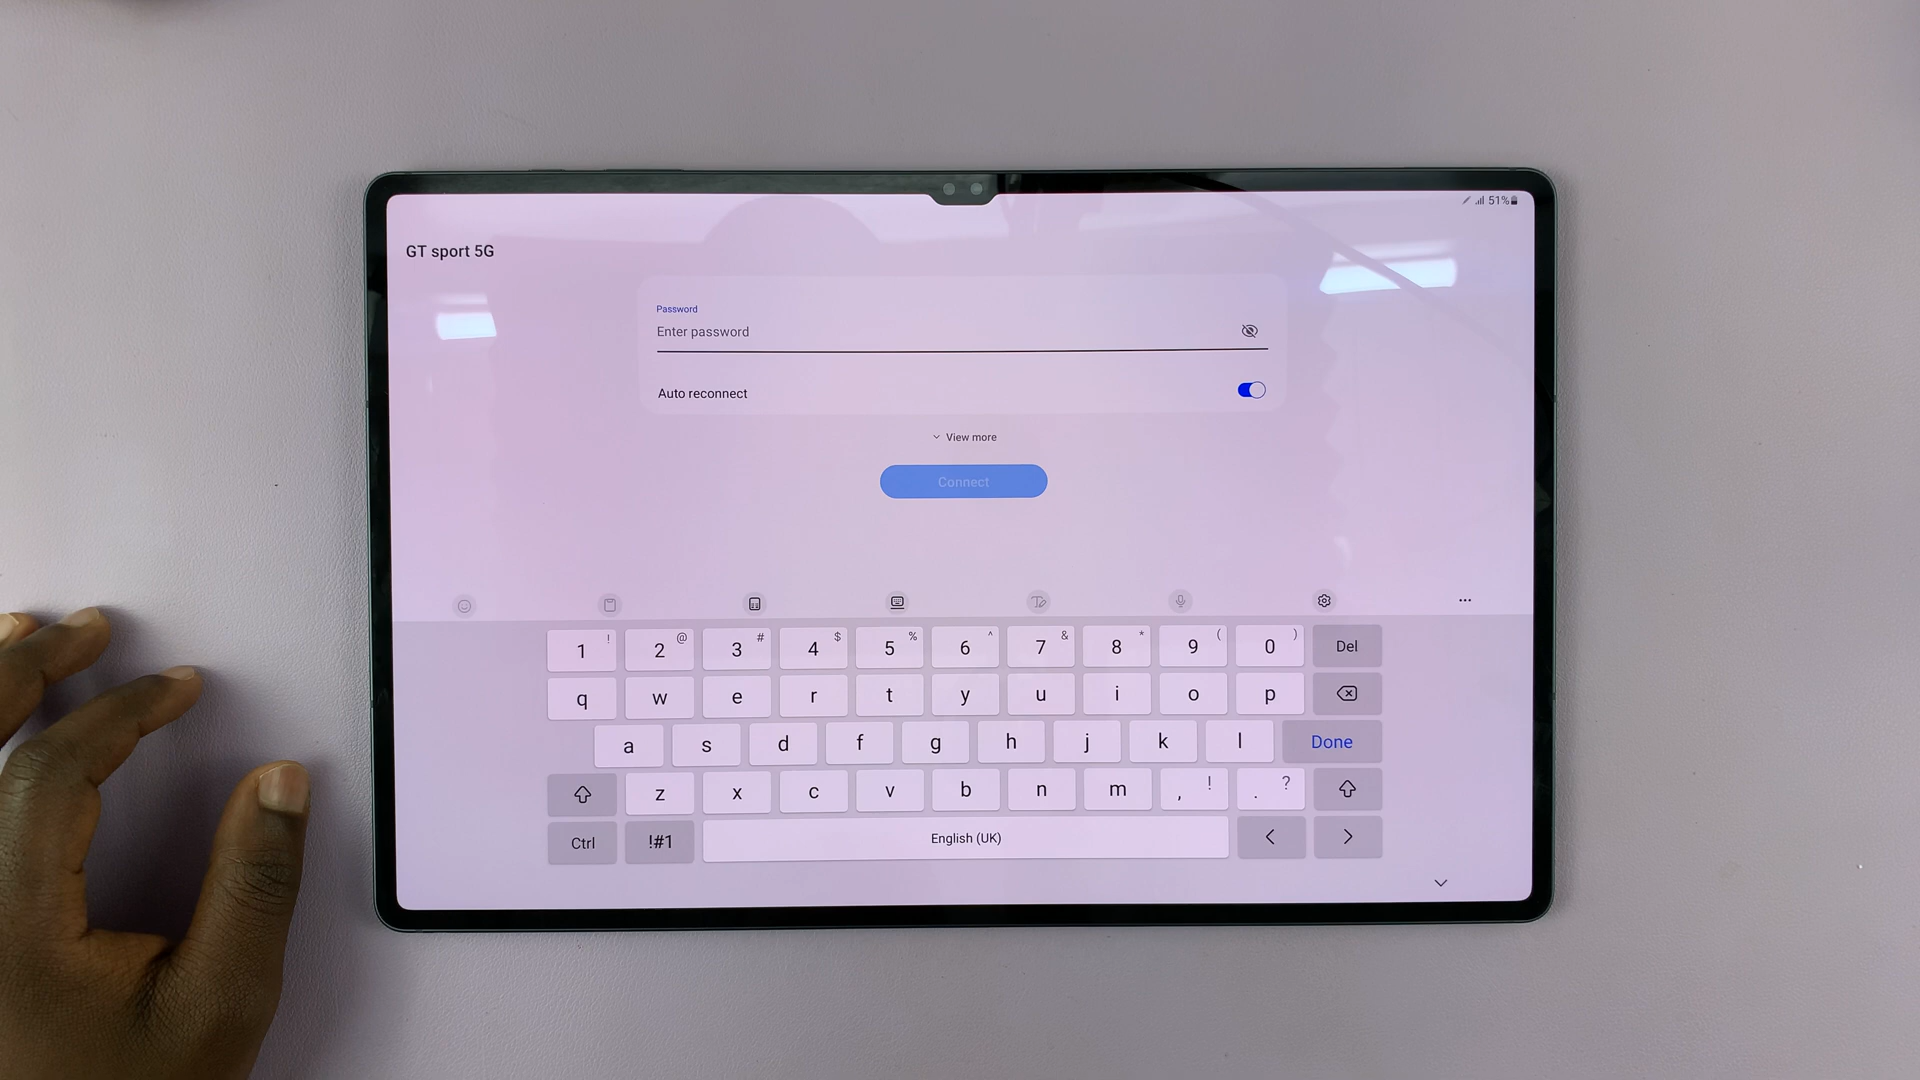 51%
GT sport 5G
Password
Enter password
Auto reconnect
View more
Connect
1 ! 2 @ 3 # 4 $ 5 % 6 ^ 7 & 8 * 9 ( 0 ) Del
q w e r t y u i o p
a s d f g h j k l Done
z x c v b n m , ! . ?
Ctrl !#1 English (UK) < >